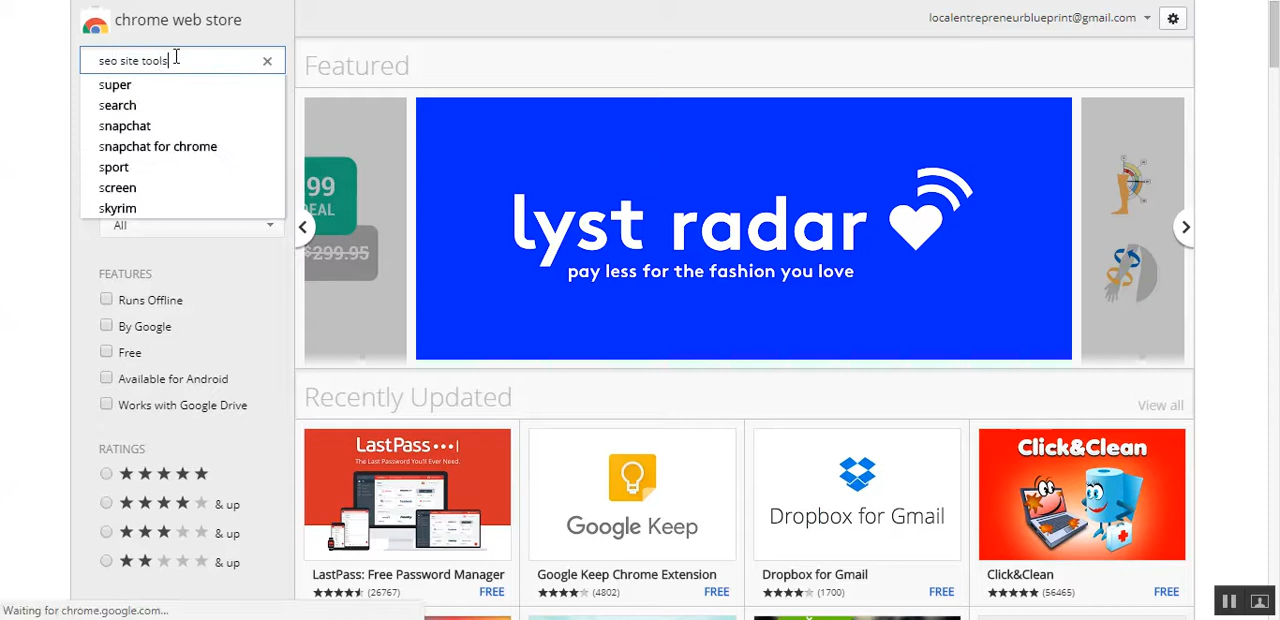 chrome web store
localentrepreneurblueprint@gmail.com
seo site tools
super
search
snapchat
snapchat for chrome
sport
screen
skyrim
All
FEATURES
Runs Offline
By Google
Free
Available for Android
Works with Google Drive
RATINGS
& up
& up
& up
Featured
99
EAL
$299.95
lyst radar
pay less for the fashion you love
Recently Updated
View all
LastPass
The Last Password You'll Ever Need.
LastPass: Free Password Manager
(26767) FREE
Google Keep
Google Keep Chrome Extension
(4802) FREE
Dropbox for Gmail
Dropbox for Gmail
(1700) FREE
Click&Clean
Click&Clean
(56465) FREE
Waiting for chrome.google.com...